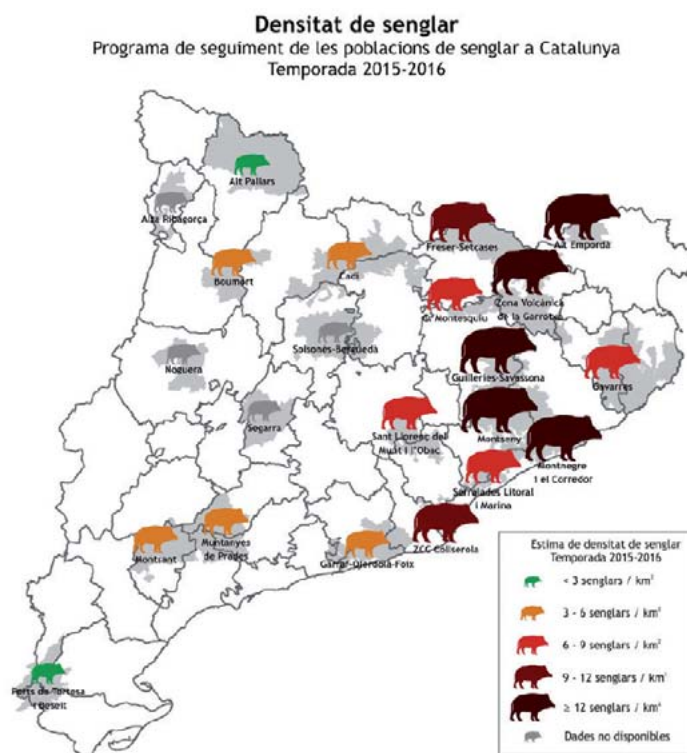 Densitat de senglar
Programa de seguiment de les poblacions de senglar a Catalunya
Temporada 2015-2016
Alt Pallars
Alta Ribagorça
Freser-Setcases
Alt Empordà
Boumort
Cadí
Zona Volcànica
de la Garrotxa
Montesquiu
Solsonès-Berguedà
Noguera
Guilleries-Savassona
Gavarres
Segarra
Sant Llorenç del
Munt i l'Obac
Montseny
Montnegre
i el Corredor
Serralades Litoral
i Marina
Montsant
Muntanyes
de Prades
Garraf-Olèrdola-Foix
ZCC Collserola
Ports de Tortosa
i Beseit
Estima de densitat de senglar
Temporada 2015-2016
< 3 senglars / km²
3 - 6 senglars / km²
6 - 9 senglars / km²
9 - 12 senglars / km²
≥ 12 senglars / km²
Dades no disponibles